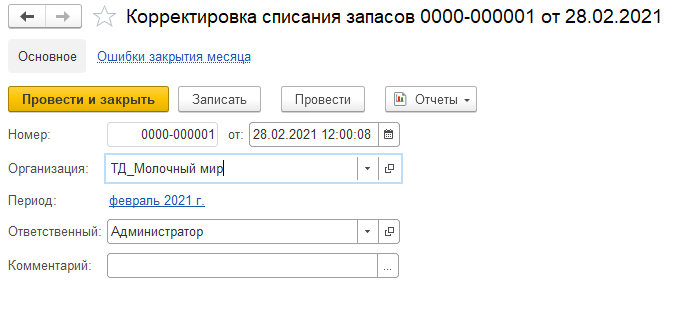 Корректировка списания запасов 0000-000001 от 28.02.2021
Основное Ошибки закрытия месяца
Провести и закрыть Записать Провести Отчеты
Номер: 0000-000001 от: 28.02.2021 12:00:08
Организация: ТД_Молочный мир
Период: февраль 2021 г.
Ответственный: Администратор
Комментарий: ...